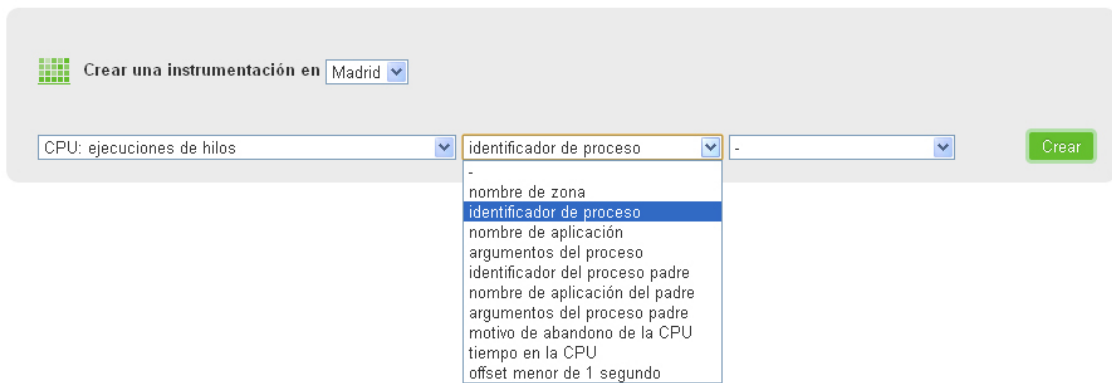 Crear una instrumentación en Madrid
CPU: ejecuciones de hilos identificador de proceso - Crear
-
nombre de zona
identificador de proceso
nombre de aplicación
argumentos del proceso
identificador del proceso padre
nombre de aplicación del padre
argumentos del proceso padre
motivo de abandono de la CPU
tiempo en la CPU
offset menor de 1 segundo